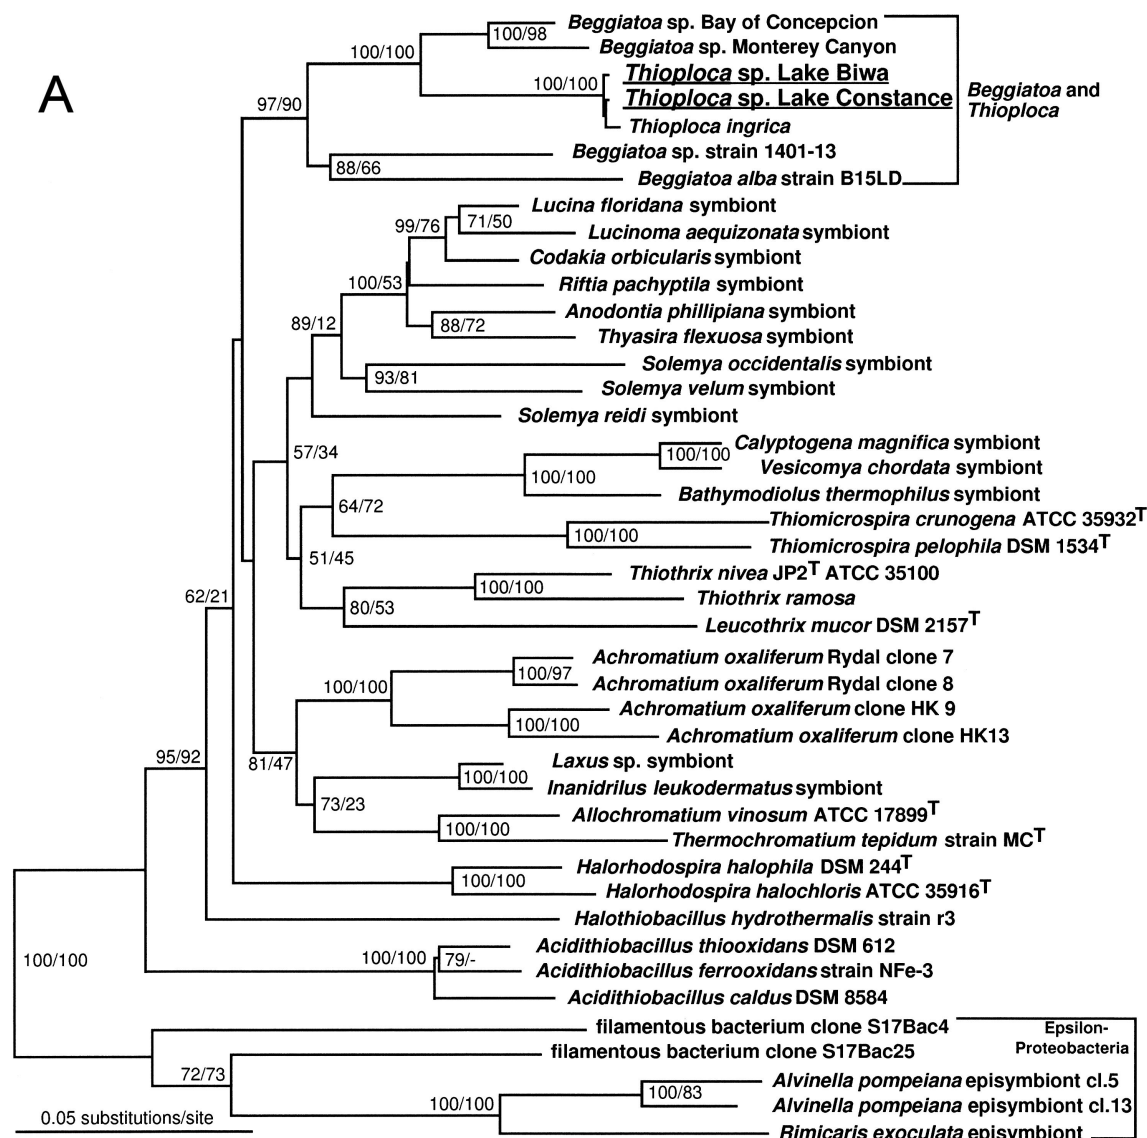 A
Beggiatoa sp. Bay of Concepcion
100/98
Beggiatoa sp. Monterey Canyon
100/100
Thioploca sp. Lake Biwa
100/100
Thioploca sp. Lake Constance
Beggiatoa and
Thioploca
97/90
Thioploca ingrica
Beggiatoa sp. strain 1401-13
88/66
Beggiatoa alba strain B15LD
Lucina floridana symbiont
71/50
99/76
Lucinoma aequizonata symbiont
Codakia orbicularis symbiont
100/53
Riftia pachyptila symbiont
Anodontia phillipiana symbiont
88/72
89/12
Thyasira flexuosa symbiont
Solemya occidentalis symbiont
93/81
Solemya velum symbiont
Solemya reidi symbiont
57/34
Calyptogena magnifica symbiont
100/100
Vesicomya chordata symbiont
100/100
Bathymodiolus thermophilus symbiont
64/72
Thiomicrospira crunogena ATCC 35932T
100/100
Thiomicrospira pelophila DSM 1534T
51/45
Thiothrix nivea JP2T ATCC 35100
100/100
Thiothrix ramosa
80/53
Leucothrix mucor DSM 2157T
62/21
Achromatium oxaliferum Rydal clone 7
100/97
Achromatium oxaliferum Rydal clone 8
100/100
Achromatium oxaliferum clone HK 9
100/100
Achromatium oxaliferum clone HK13
95/92
81/47
Laxus sp. symbiont
100/100
Inanidrilus leukodermatus symbiont
73/23
Allochromatium vinosum ATCC 17899T
100/100
Thermochromatium tepidum strain MCT
Halorhodospira halophila DSM 244T
100/100
Halorhodospira halochloris ATCC 35916T
Halothiobacillus hydrothermalis strain r3
100/100
Acidithiobacillus thiooxidans DSM 612
100/100
79/-
Acidithiobacillus ferrooxidans strain NFe-3
Acidithiobacillus caldus DSM 8584
filamentous bacterium clone S17Bac4
Epsilon-
Proteobacteria
filamentous bacterium clone S17Bac25
72/73
Alvinella pompeiana episymbiont cl.5
100/83
100/100
Alvinella pompeiana episymbiont cl.13
0.05 substitutions/site
Rimicaris exoculata episymbiont